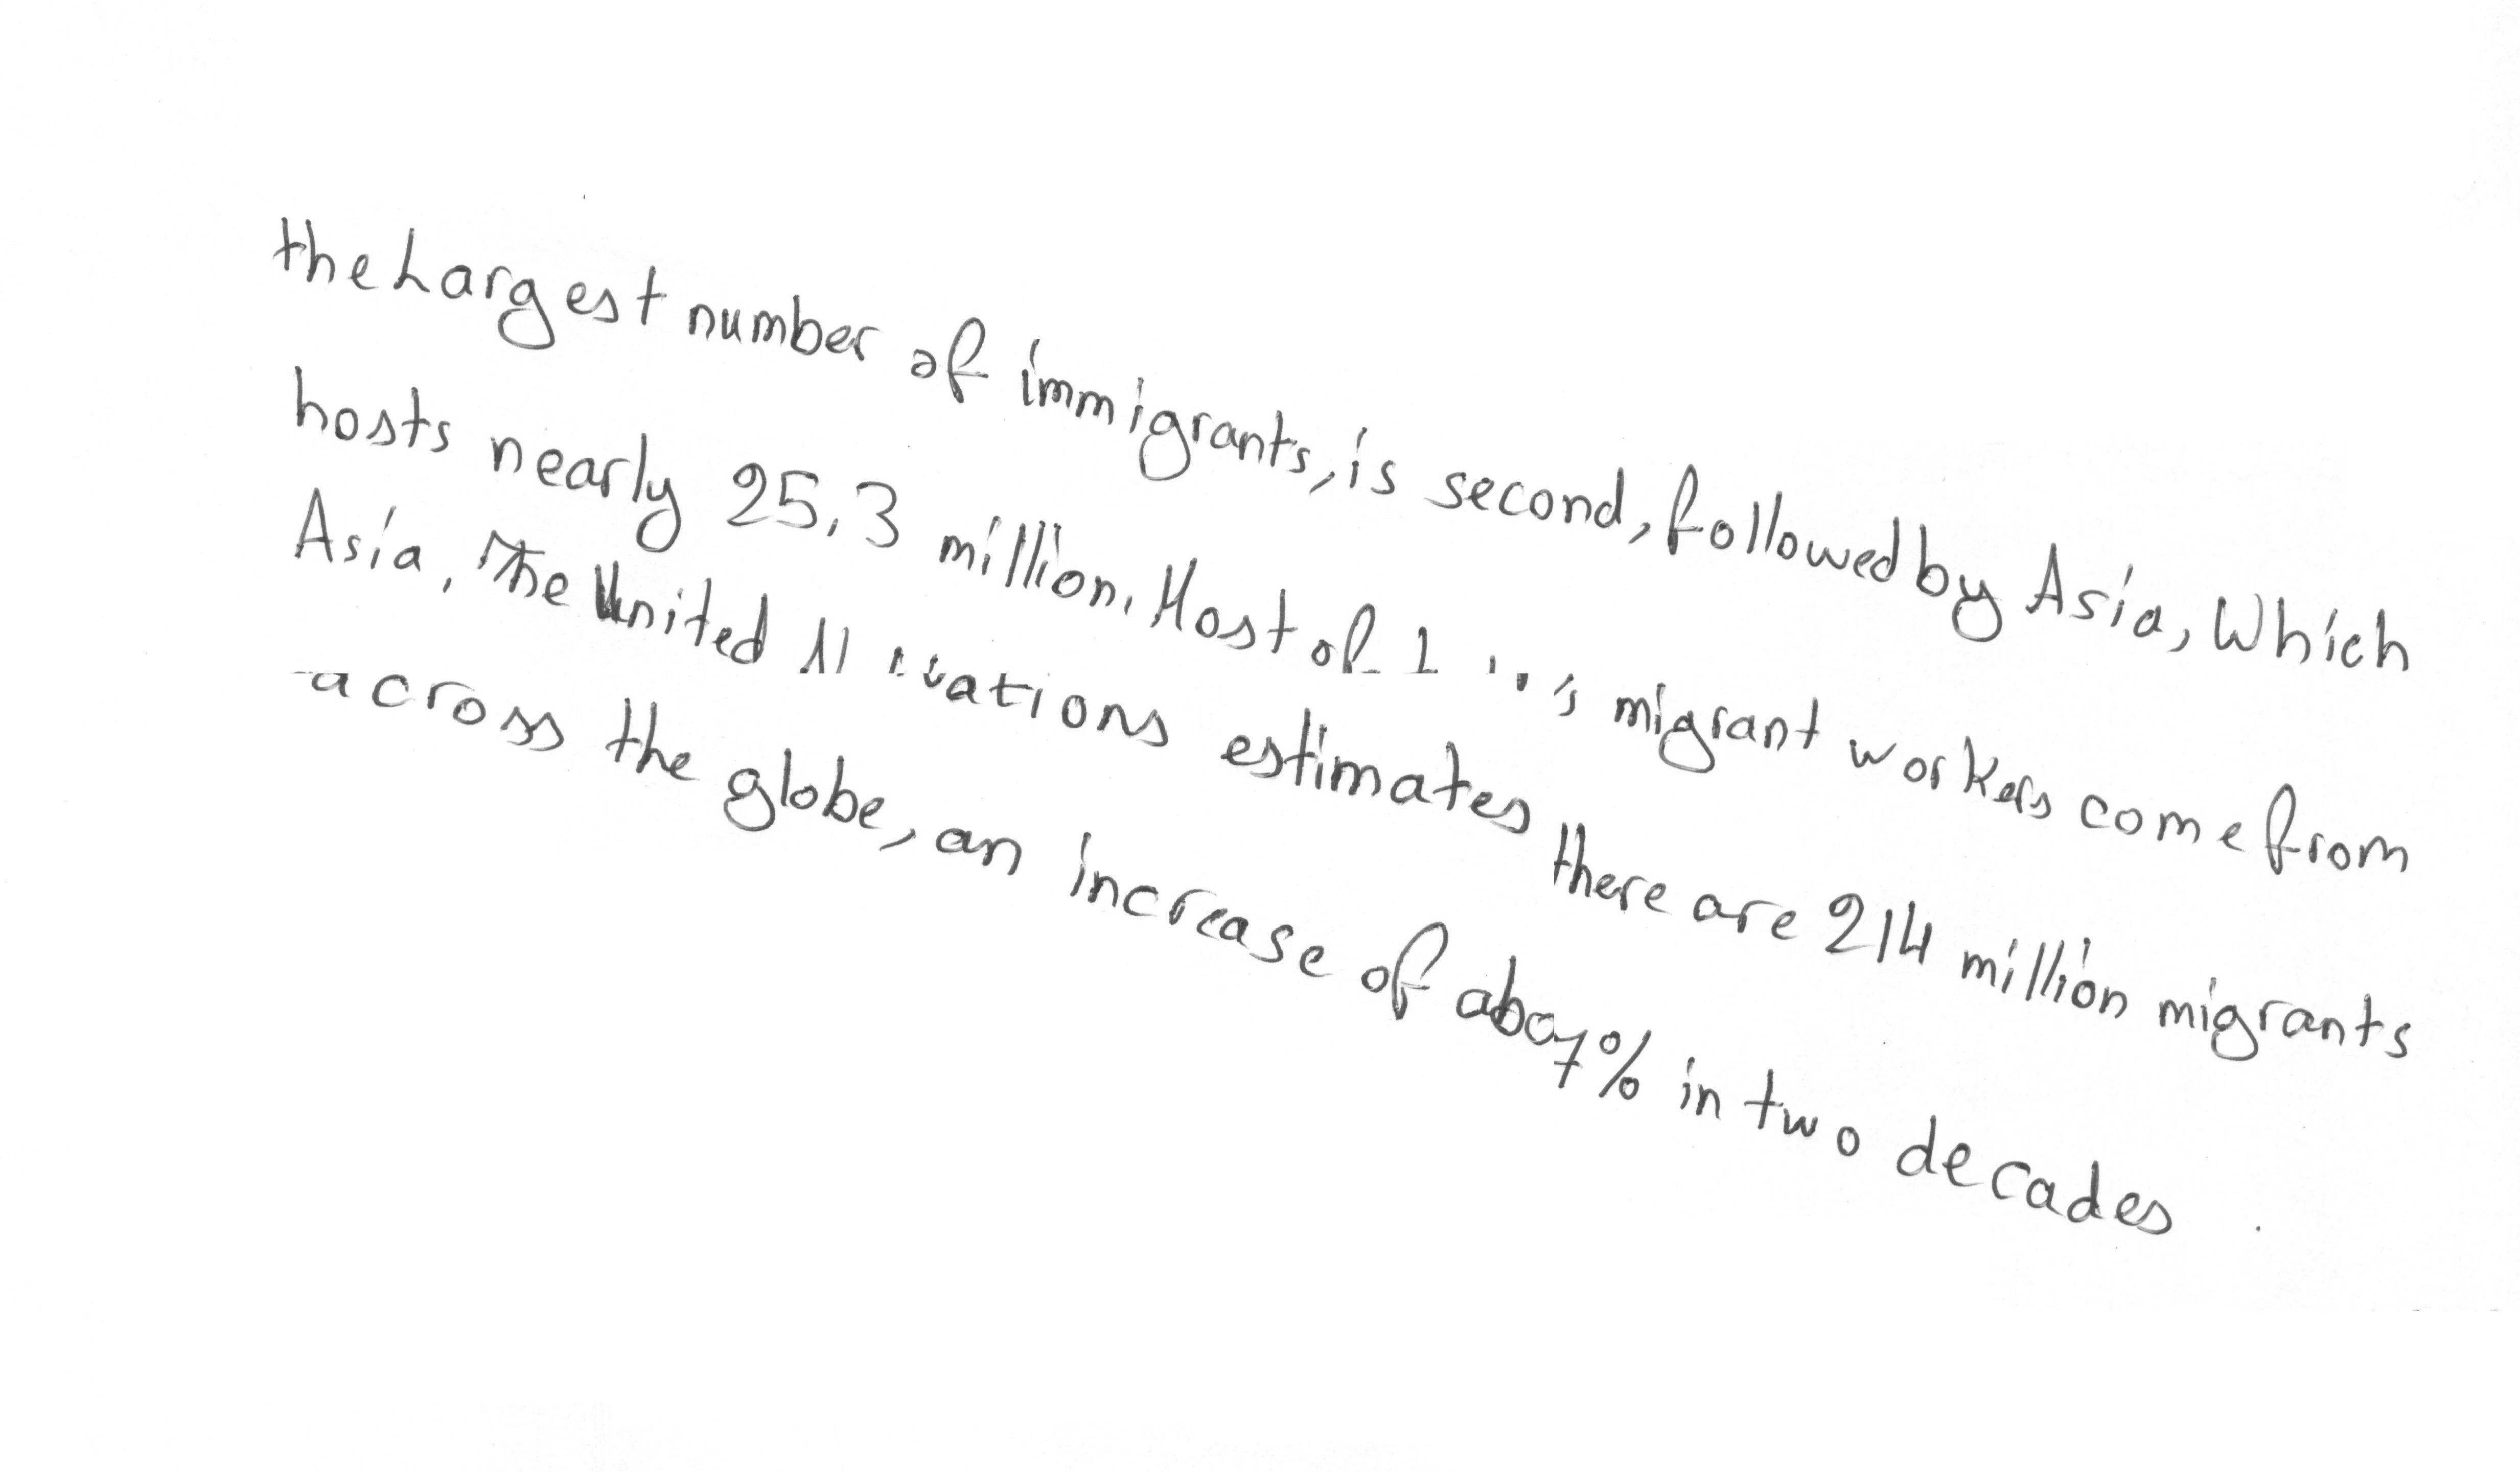 the Largest number of immigrants, is second, followed by Asia, Which
hosts nearly 25.3 million. Most of migrant workers come from
Asia. The United Nations estimates there are 214 million migrants
across the globe, an increase of 7% in two decades .